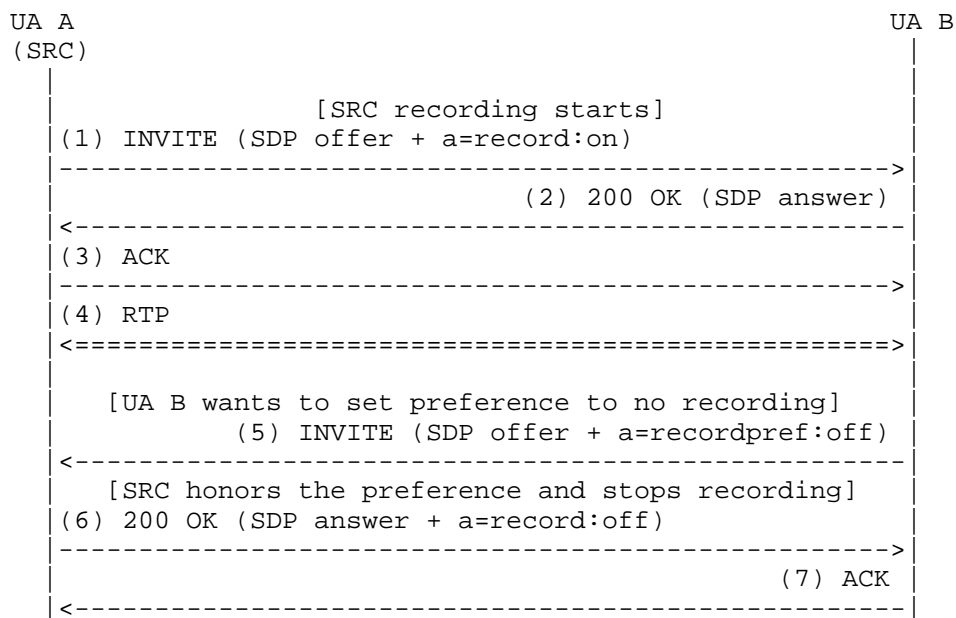 UA A UA B
(SRC)
[SRC recording starts]
(1) INVITE (SDP offer + a=record:on)
(2) 200 OK (SDP answer)
(3) ACK
(4) RTP
[UA B wants to set preference to no recording]
(5) INVITE (SDP offer + a=recordpref:off)
[SRC honors the preference and stops recording]
(6) 200 OK (SDP answer + a=record:off)
(7) ACK